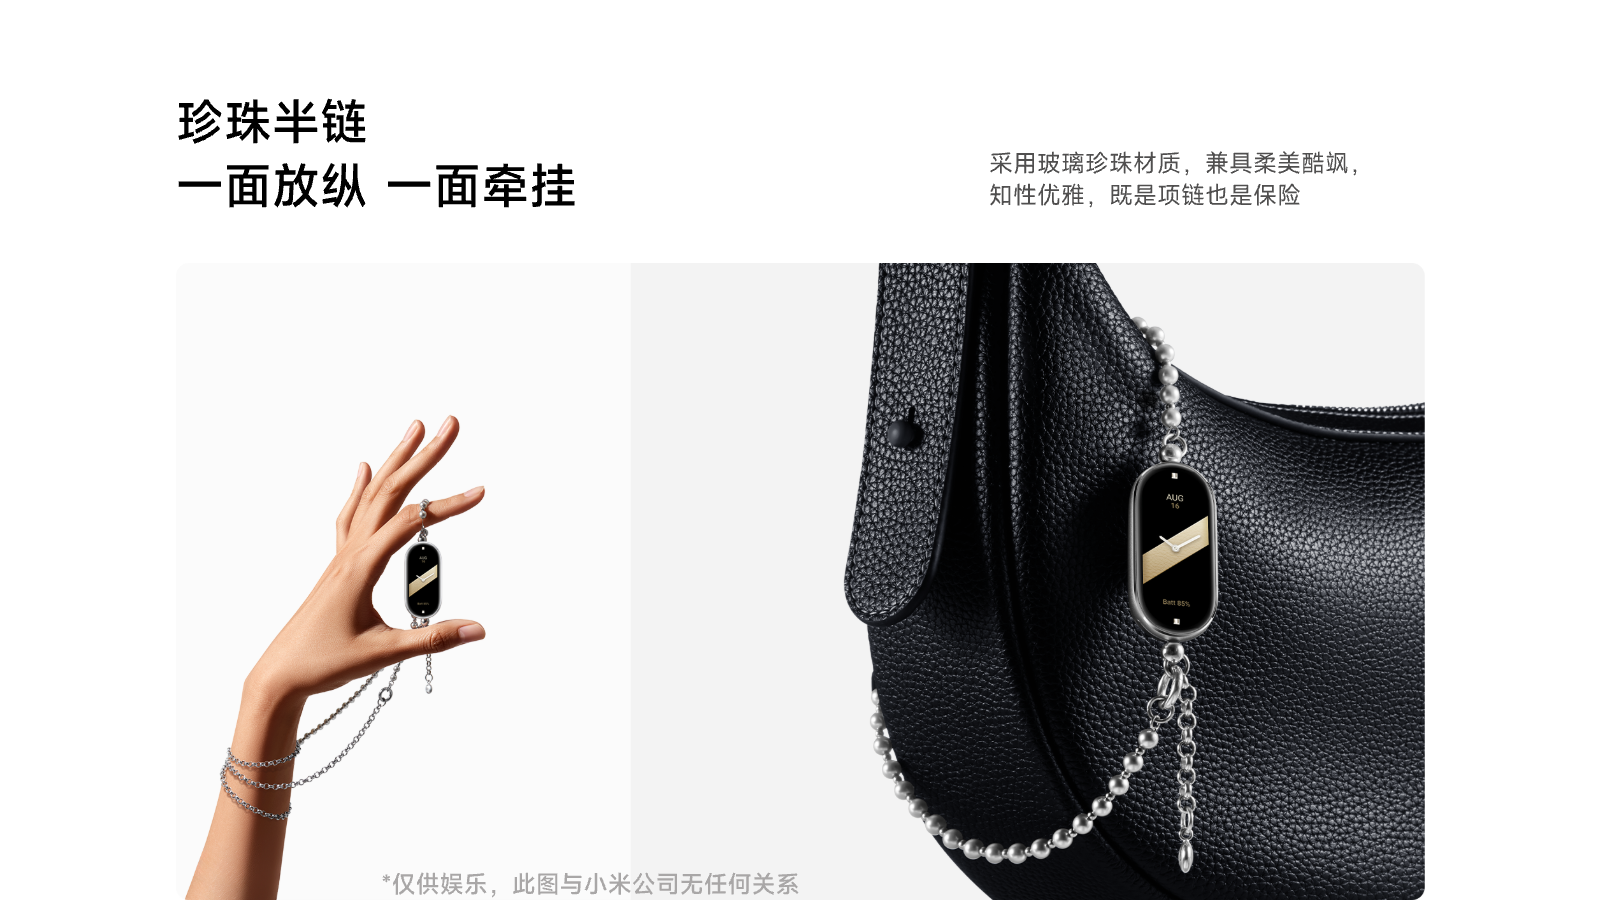 珍珠半链
一面放纵 一面牵挂
采用玻璃珍珠材质，兼具柔美酷飒，
知性优雅，既是项链也是保险
AUG
16
Batt 85%
*仅供娱乐，此图与小米公司无任何关系